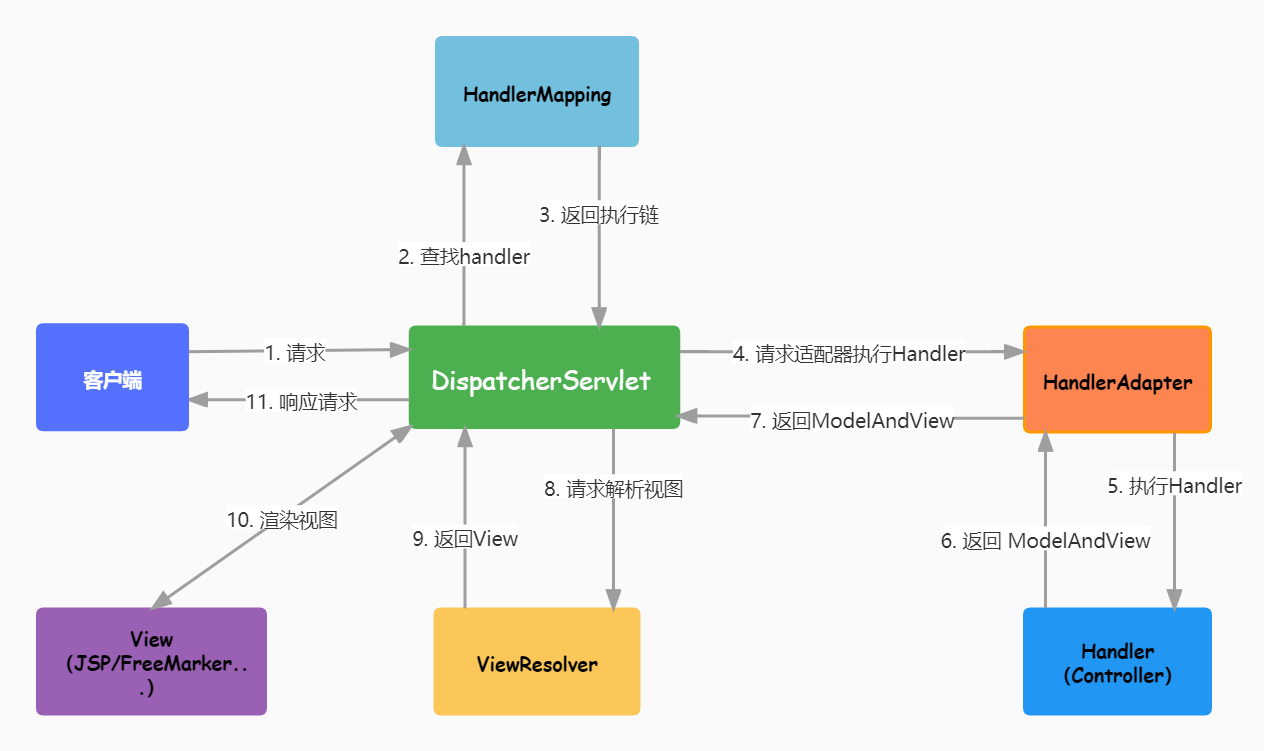 HandlerMapping
3. 返回执行链
2. 查找handler
客户端
1. 请求
11. 响应请求
DispatcherServlet
4. 请求适配器执行Handler
7. 返回ModelAndView
HandlerAdapter
8. 请求解析视图
5. 执行Handler
10. 渲染视图
9. 返回View
6. 返回 ModelAndView
View
(JSP/FreeMarker..
.)
ViewResolver
Handler
(Controller)